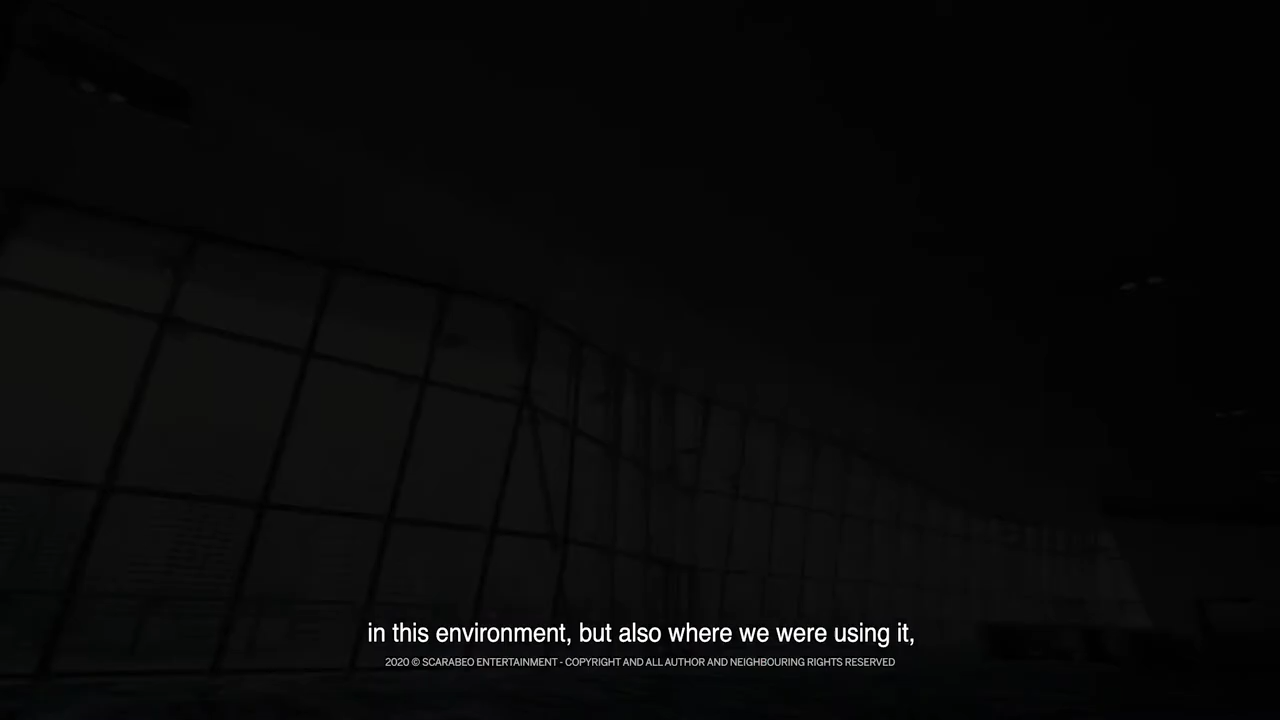 in this environment, but also where we were using it,
2020 © SCARABEO ENTERTAINMENT - COPYRIGHT AND ALL AUTHOR AND NEIGHBOURING RIGHTS RESERVED